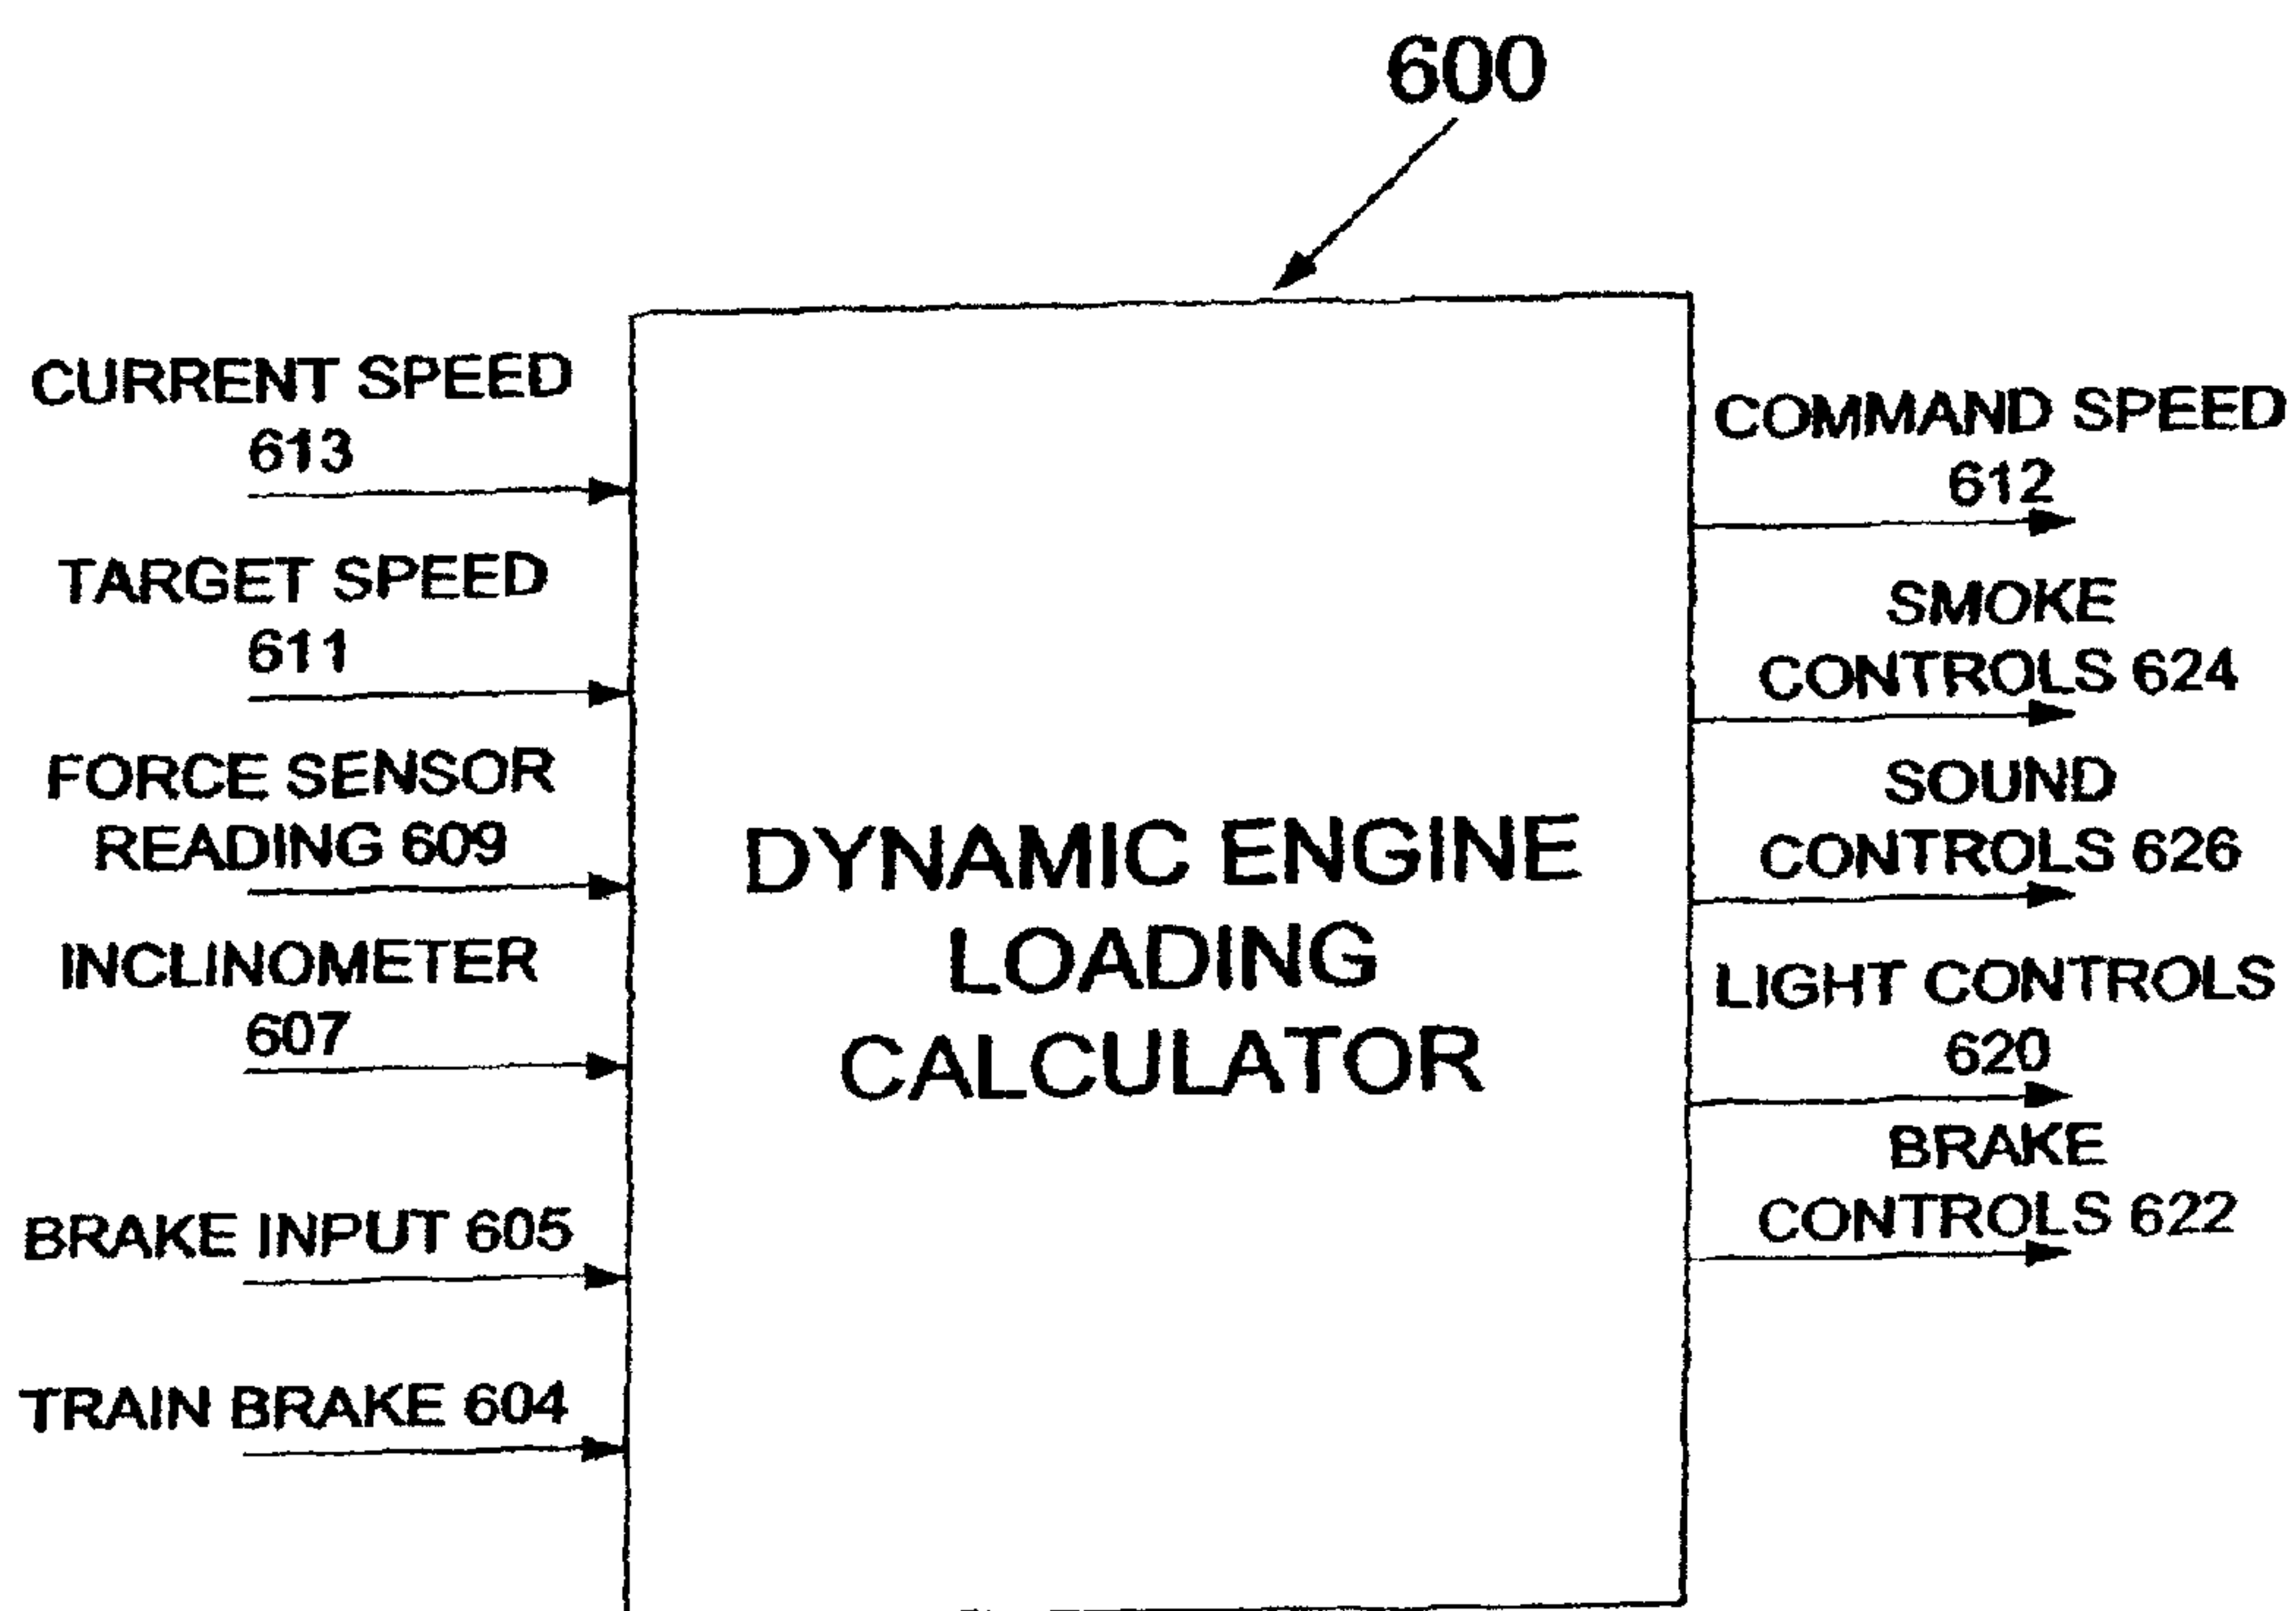 600
CURRENT SPEED
613
TARGET SPEED
611
FORCE SENSOR
READING 609
INCLINOMETER
607
BRAKE INPUT 605
TRAIN BRAKE 604
DYNAMIC ENGINE
LOADING
CALCULATOR
COMMAND SPEED
612
SMOKE
CONTROLS 624
SOUND
CONTROLS 626
LIGHT CONTROLS
620
BRAKE
CONTROLS 622